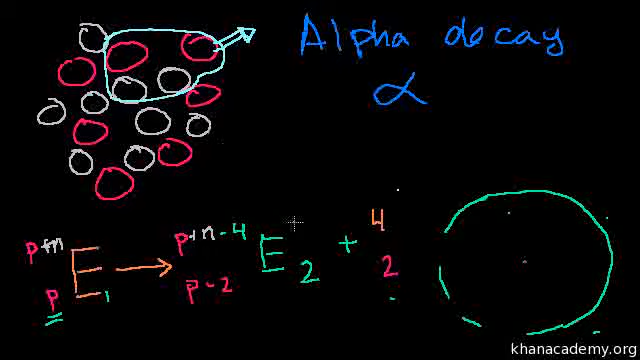 Alpha decay
α
p+n E₁ → p+n-4 E₂ + 4
p p-2 2
khanacademy.org